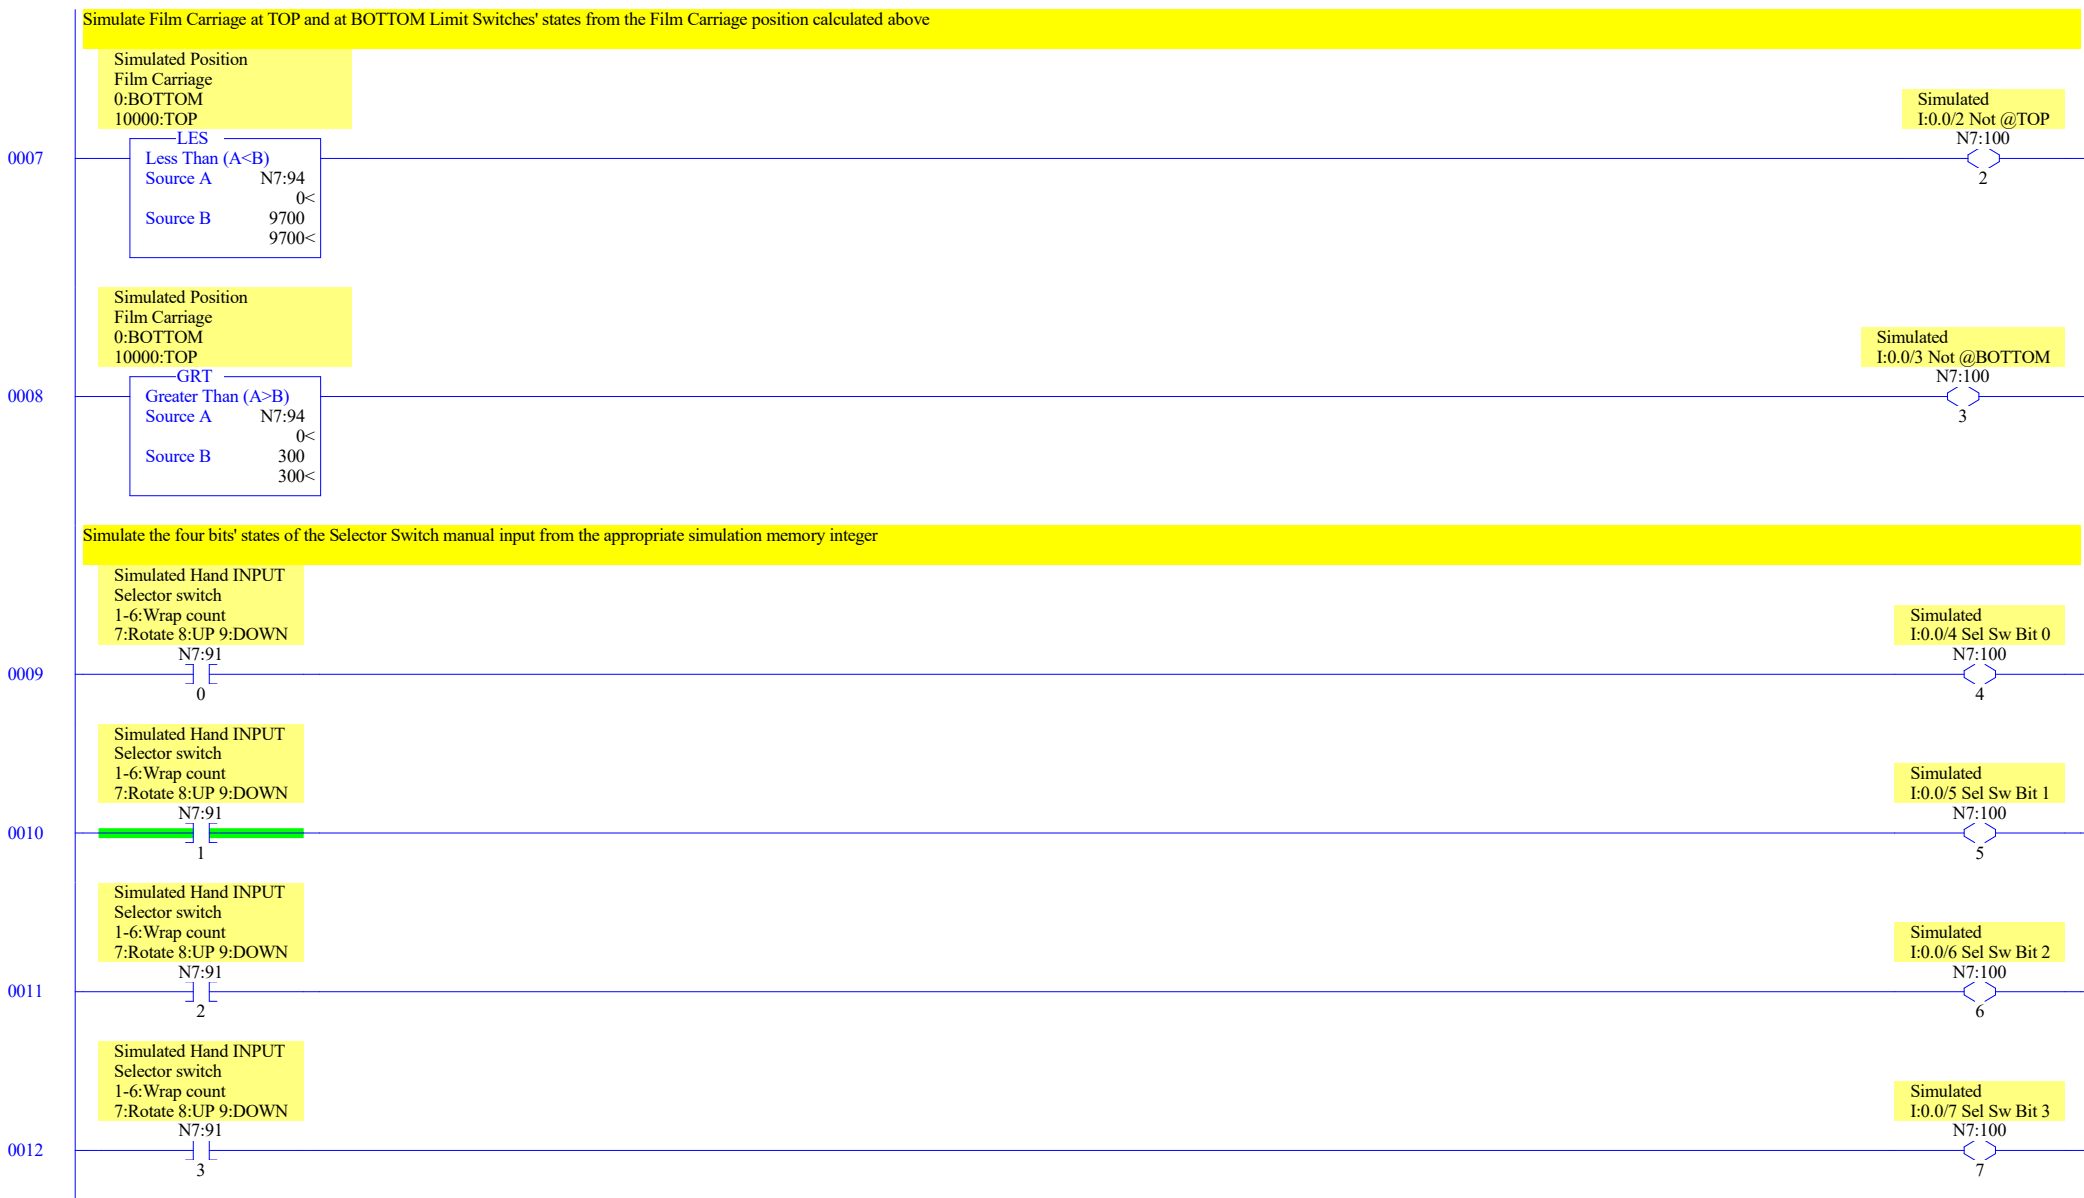 Simulate Film Carriage at TOP and at BOTTOM Limit Switches' states from the Film Carriage position calculated above
Simulated Position
Film Carriage
0:BOTTOM
10000:TOP
LES
Less Than (A<B)
Source A N7:94
0<
Source B 9700
9700<
0007
Simulated
I:0.0/2 Not @TOP
N7:100
2
Simulated Position
Film Carriage
0:BOTTOM
10000:TOP
GRT
Greater Than (A>B)
Source A N7:94
0<
Source B 300
300<
0008
Simulated
I:0.0/3 Not @BOTTOM
N7:100
3
Simulate the four bits' states of the Selector Switch manual input from the appropriate simulation memory integer
Simulated Hand INPUT
Selector switch
1-6:Wrap count
7:Rotate 8:UP 9:DOWN
N7:91
0
0009
Simulated
I:0.0/4 Sel Sw Bit 0
N7:100
4
Simulated Hand INPUT
Selector switch
1-6:Wrap count
7:Rotate 8:UP 9:DOWN
N7:91
1
0010
Simulated
I:0.0/5 Sel Sw Bit 1
N7:100
5
Simulated Hand INPUT
Selector switch
1-6:Wrap count
7:Rotate 8:UP 9:DOWN
N7:91
2
0011
Simulated
I:0.0/6 Sel Sw Bit 2
N7:100
6
Simulated Hand INPUT
Selector switch
1-6:Wrap count
7:Rotate 8:UP 9:DOWN
N7:91
3
0012
Simulated
I:0.0/7 Sel Sw Bit 3
N7:100
7